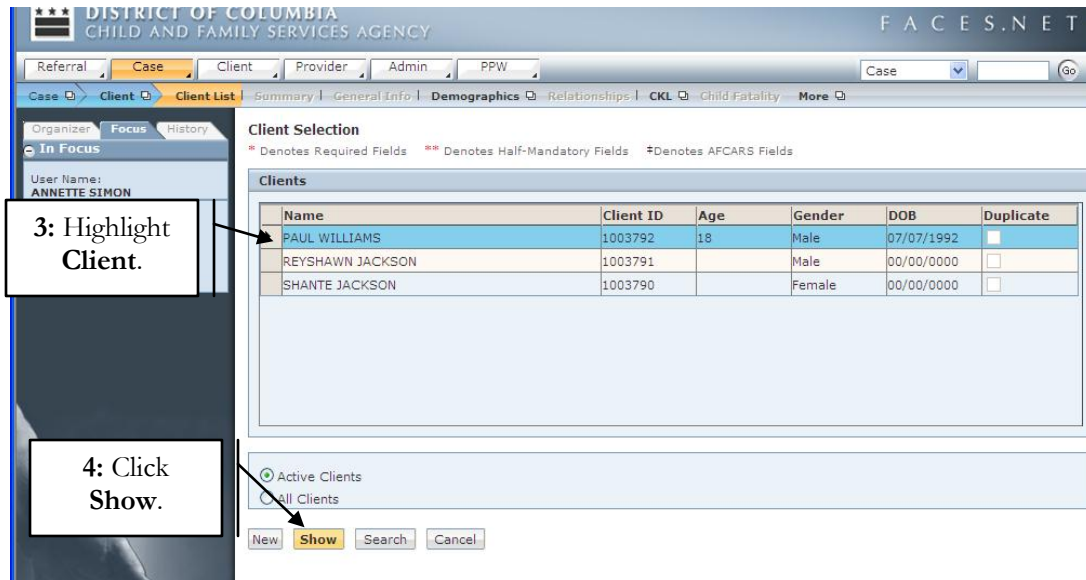 DISTRICT OF COLUMBIA
CHILD AND FAMILY SERVICES AGENCY
FACES.NET
Referral Case Client Provider Admin PPW Case Go
Case Client Client List Summary General Info Demographics Relationships CKL Child Fatality More
Organizer Focus History
In Focus
User Name:
ANNETTE SIMON
3: Highlight
Client.
Client Selection
* Denotes Required Fields ** Denotes Half-Mandatory Fields ‡Denotes AFCARS Fields
Clients
Name Client ID Age Gender DOB Duplicate
PAUL WILLIAMS 1003792 18 Male 07/07/1992
REYSHAWN JACKSON 1003791 Male 00/00/0000
SHANTE JACKSON 1003790 Female 00/00/0000
4: Click
Show.
Active Clients
All Clients
New Show Search Cancel